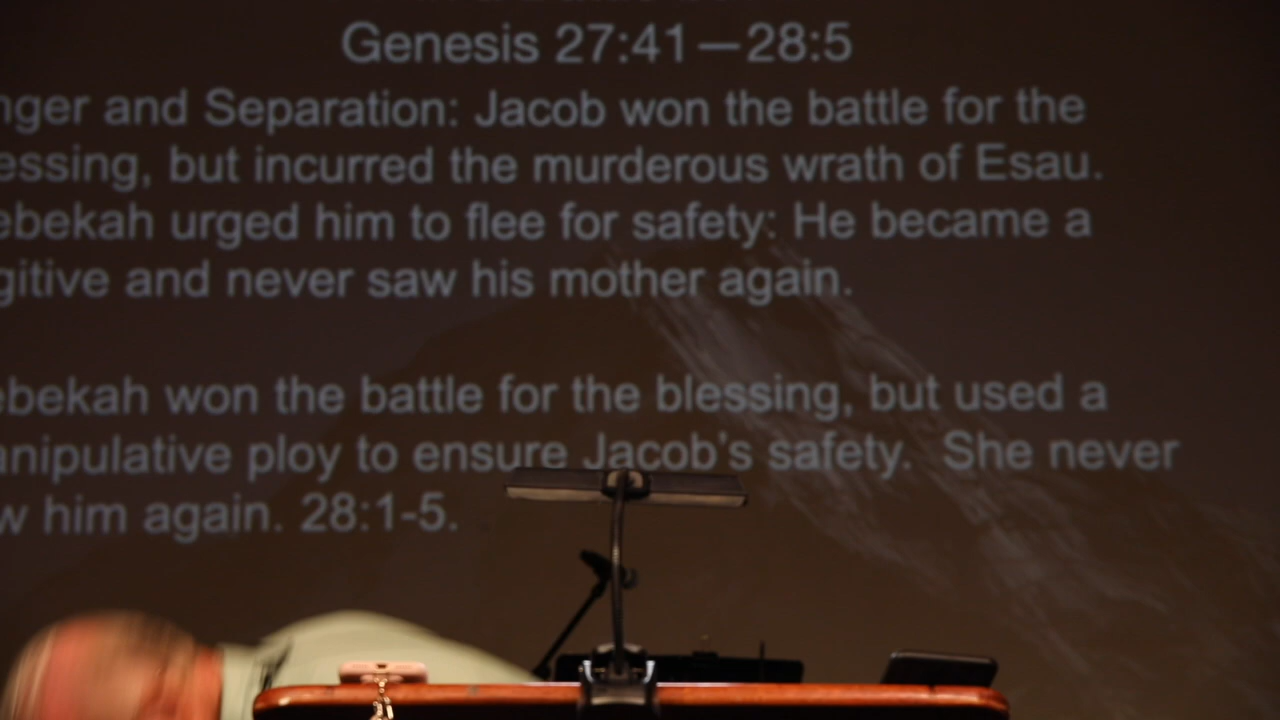 Genesis 27:41—28:5
nger and Separation: Jacob won the battle for the
essing, but incurred the murderous wrath of Esau.
ebekah urged him to flee for safety: He became a
gitive and never saw his mother again.
ebekah won the battle for the blessing, but used a
anipulative ploy to ensure Jacob's safety. She never
w him again. 28:1-5.